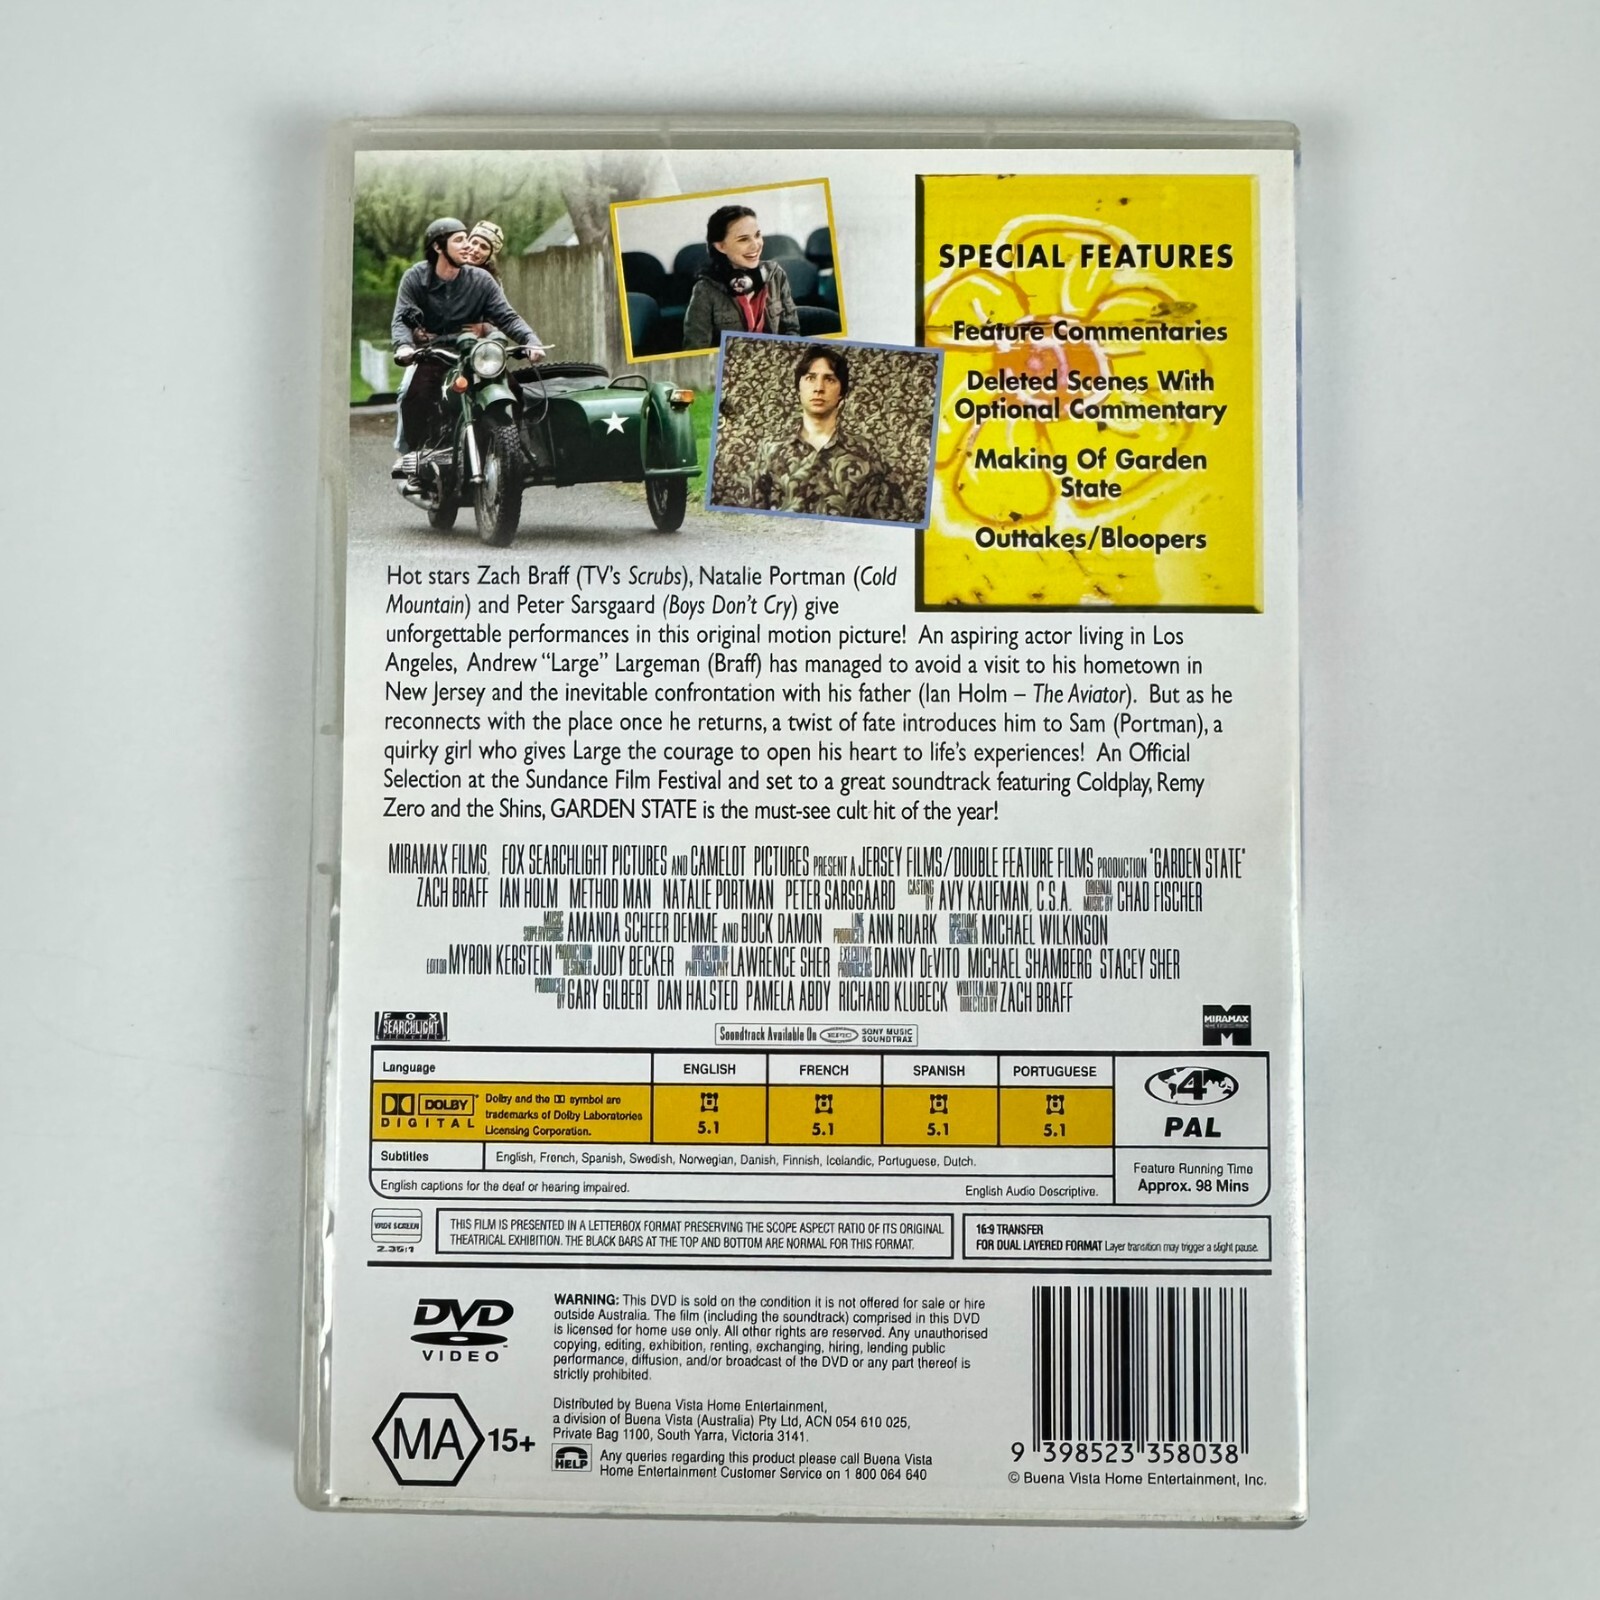 SPECIAL FEATURES
Feature Commentaries
Deleted Scenes With
Optional Commentary
Making Of Garden
State
Outtakes/Bloopers
Hot stars Zach Braff (TV's Scrubs), Natalie Portman (Cold
Mountain) and Peter Sarsgaard (Boys Don't Cry) give
unforgettable performances in this original motion picture! An aspiring actor living in Los
Angeles, Andrew "Large" Largeman (Braff) has managed to avoid a visit to his hometown in
New Jersey and the inevitable confrontation with his father (Ian Holm – The Aviator). But as he
reconnects with the place once he returns, a twist of fate introduces him to Sam (Portman), a
quirky girl who gives Large the courage to open his heart to life's experiences! An Official
Selection at the Sundance Film Festival and set to a great soundtrack featuring Coldplay, Remy
Zero and the Shins, GARDEN STATE is the must-see cult hit of the year!
MIRAMAX FILMS, FOX SEARCHLIGHT PICTURES AND CAMELOT PICTURES PRESENT A JERSEY FILMS/DOUBLE FEATURE FILMS PRODUCTION "GARDEN STATE"
ZACH BRAFF IAN HOLM METHOD MAN NATALIE PORTMAN PETER SARSGAARD CASTING BY AVY KAUFMAN, C.S.A. ORIGINAL MUSIC BY CHAD FISCHER
MUSIC SUPERVISORS AMANDA SCHEER DEMME AND BUCK DAMON LINE PRODUCER ANN RUARK COSTUME DESIGNER MICHAEL WILKINSON
EDITOR MYRON KERSTEIN PRODUCTION DESIGNER JUDY BECKER DIRECTOR OF PHOTOGRAPHY LAWRENCE SHER EXECUTIVE PRODUCERS DANNY DeVITO MICHAEL SHAMBERG STACEY SHER
PRODUCED BY GARY GILBERT DAN HALSTED PAMELA ABDY RICHARD KLUBECK WRITTEN AND DIRECTED BY ZACH BRAFF
FOX SEARCHLIGHT PICTURES
Soundtrack Available On EPIC SONY MUSIC SOUNDTRAX
MIRAMAX
Language ENGLISH FRENCH SPANISH PORTUGUESE
DOLBY DIGITAL
Dolby and the DD symbol are
trademarks of Dolby Laboratories
Licensing Corporation.
5.1 5.1 5.1 5.1
4
PAL
Subtitles English, French, Spanish, Swedish, Norwegian, Danish, Finnish, Icelandic, Portuguese, Dutch.
English captions for the deaf or hearing impaired. English Audio Descriptive.
Feature Running Time
Approx. 98 Mins
WIDE SCREEN
2.35:1
THIS FILM IS PRESENTED IN A LETTERBOX FORMAT PRESERVING THE SCOPE ASPECT RATIO OF ITS ORIGINAL
THEATRICAL EXHIBITION. THE BLACK BARS AT THE TOP AND BOTTOM ARE NORMAL FOR THIS FORMAT.
16:9 TRANSFER
FOR DUAL LAYERED FORMAT Layer transition may trigger a slight pause.
DVD
VIDEO
WARNING: This DVD is sold on the condition it is not offered for sale or hire
outside Australia. The film (including the soundtrack) comprised in this DVD
is licensed for home use only. All other rights are reserved. Any unauthorised
copying, editing, exhibition, renting, exchanging, hiring, lending public
performance, diffusion, and/or broadcast of the DVD or any part thereof is
strictly prohibited.
MA 15+
Distributed by Buena Vista Home Entertainment,
a division of Buena Vista (Australia) Pty Ltd, ACN 054 610 025,
Private Bag 1100, South Yarra, Victoria 3141.
HELP
Any queries regarding this product please call Buena Vista
Home Entertainment Customer Service on 1 800 064 640
9 398523 358038
© Buena Vista Home Entertainment, Inc.